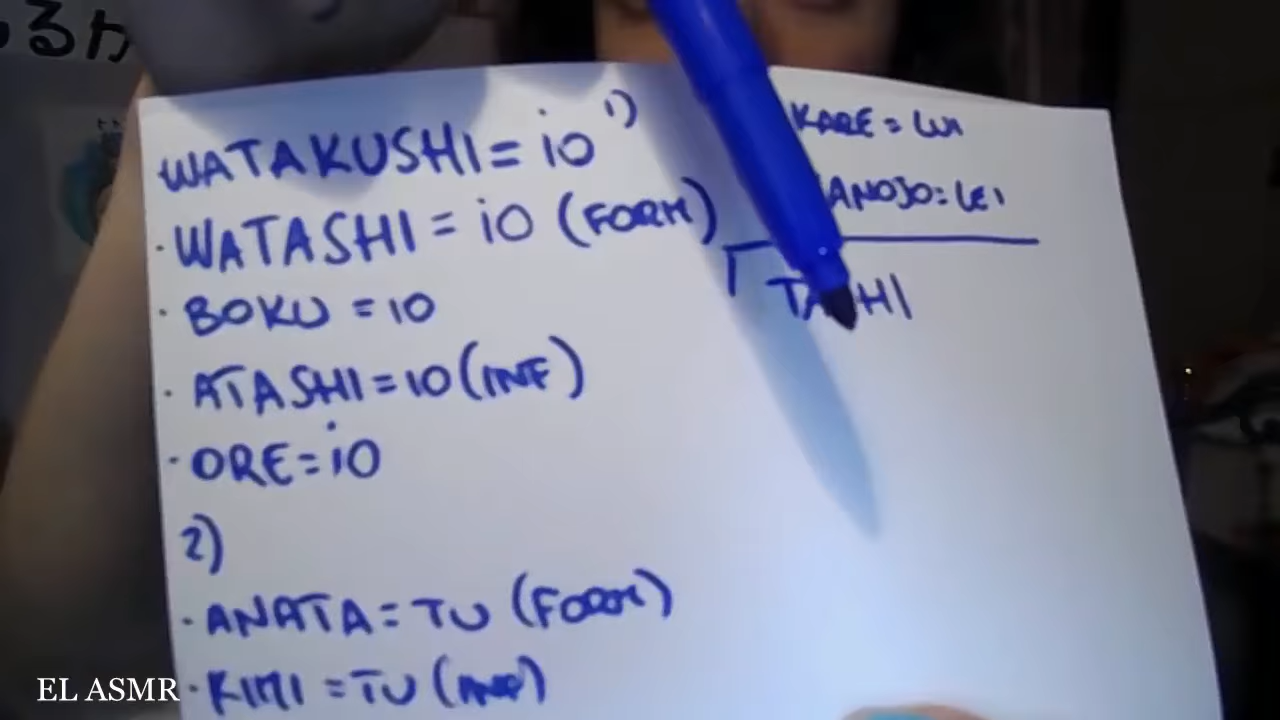 WATAKUSHI = io 1)
· WATASHI = io (FORM)
· BOKU = io
· ATASHI = io (INF)
· ORE = io
2)
· ANATA = TU (FORM)
· KIMI = TU (INF)
KARE = LUI
ANOJO = LEI
EL ASMR